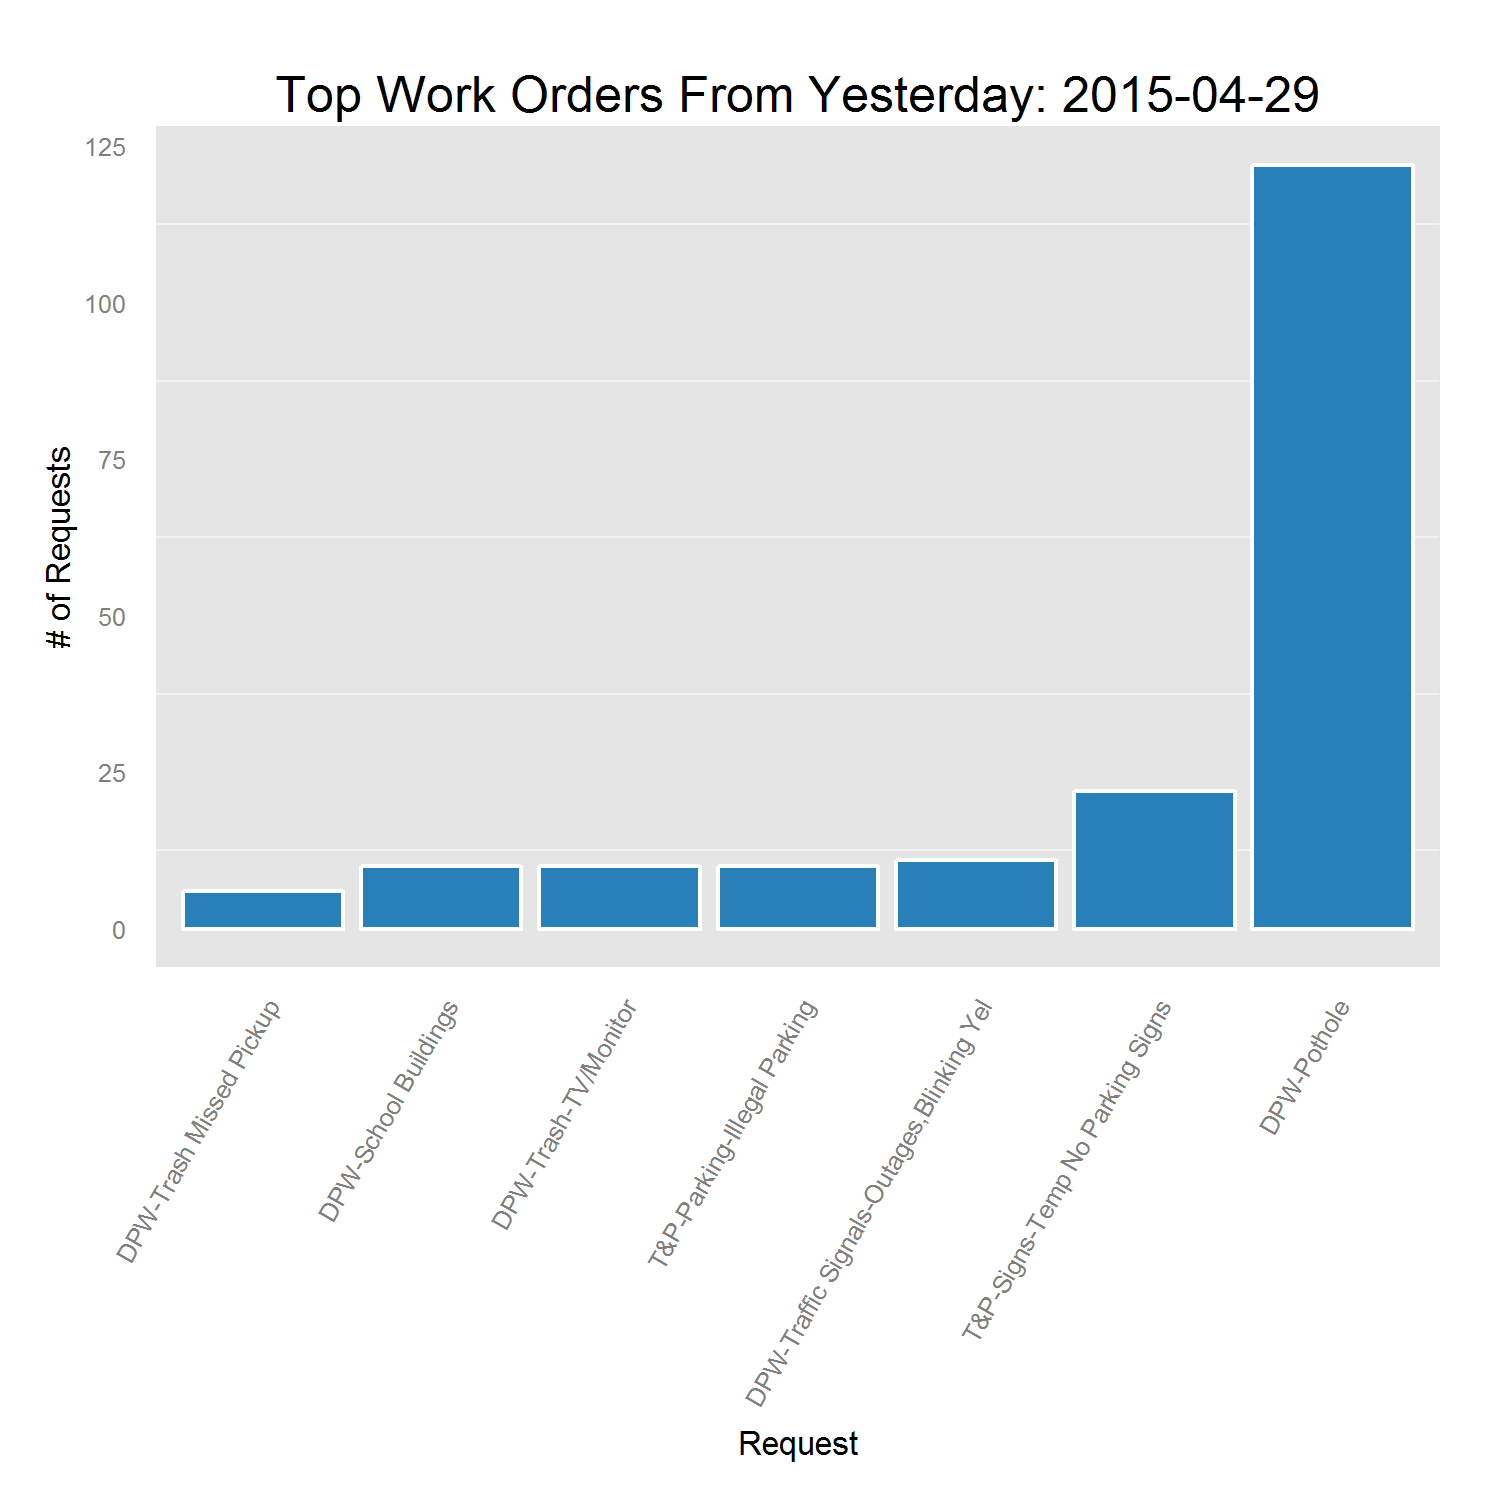 Top Work Orders From Yesterday: 2015-04-29
# of Requests
125
100
75
50
25
0
DPW-Trash Missed Pickup
DPW-School Buildings
DPW-Trash-TV/Monitor
T&P-Parking-Illegal Parking
DPW-Traffic Signals-Outages,Blinking Yel
T&P-Signs-Temp No Parking Signs
DPW-Pothole
Request